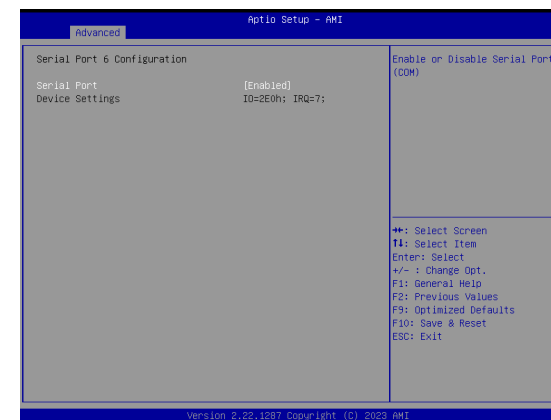 Aptio Setup - AMI
Advanced
Serial Port 6 Configuration
Serial Port [Enabled]
Device Settings IO=2E0h; IRQ=7;
Enable or Disable Serial Port
(COM)
→←: Select Screen
↑↓: Select Item
Enter: Select
+/- : Change Opt.
F1: General Help
F2: Previous Values
F9: Optimized Defaults
F10: Save & Reset
ESC: Exit
Version 2.22.1287 Copyright (C) 2023 AMI